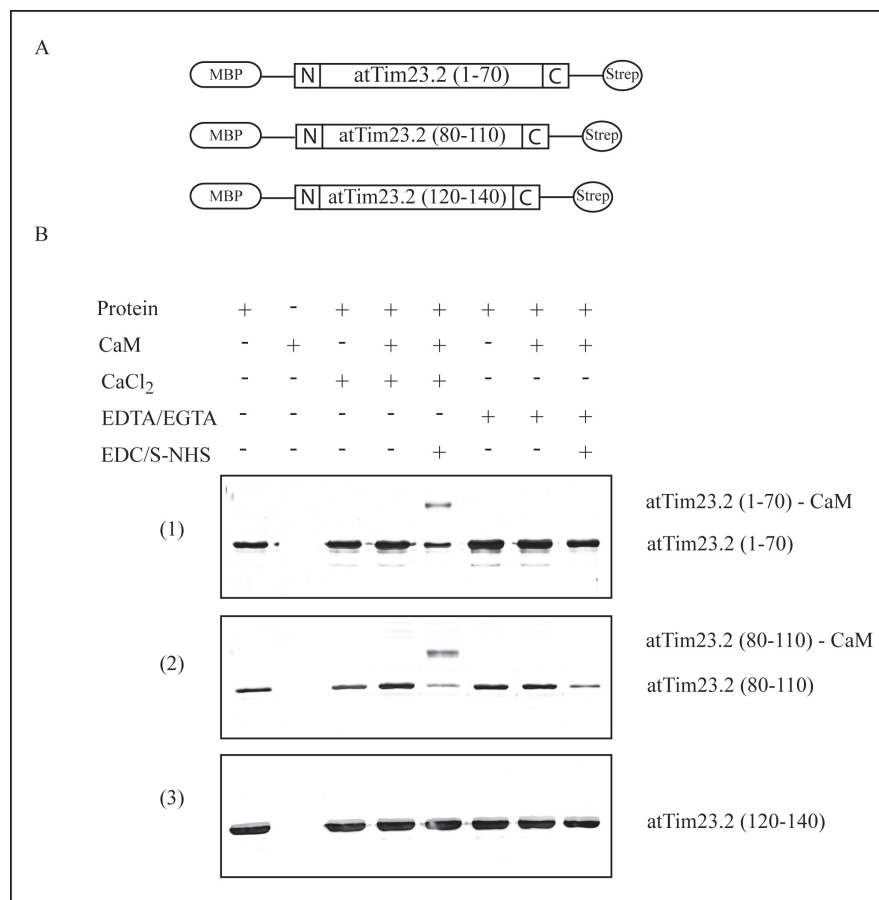 A
MBP N atTim23.2 (1-70) C Strep
MBP N atTim23.2 (80-110) C Strep
MBP N atTim23.2 (120-140) C Strep
B
Protein + - + + + + + +
CaM - + - + + - + +
CaCl2 - - + + + - - -
EDTA/EGTA - - - - - + + +
EDC/S-NHS - - - - + - - +
(1)
atTim23.2 (1-70) - CaM
atTim23.2 (1-70)
(2)
atTim23.2 (80-110) - CaM
atTim23.2 (80-110)
(3)
atTim23.2 (120-140)